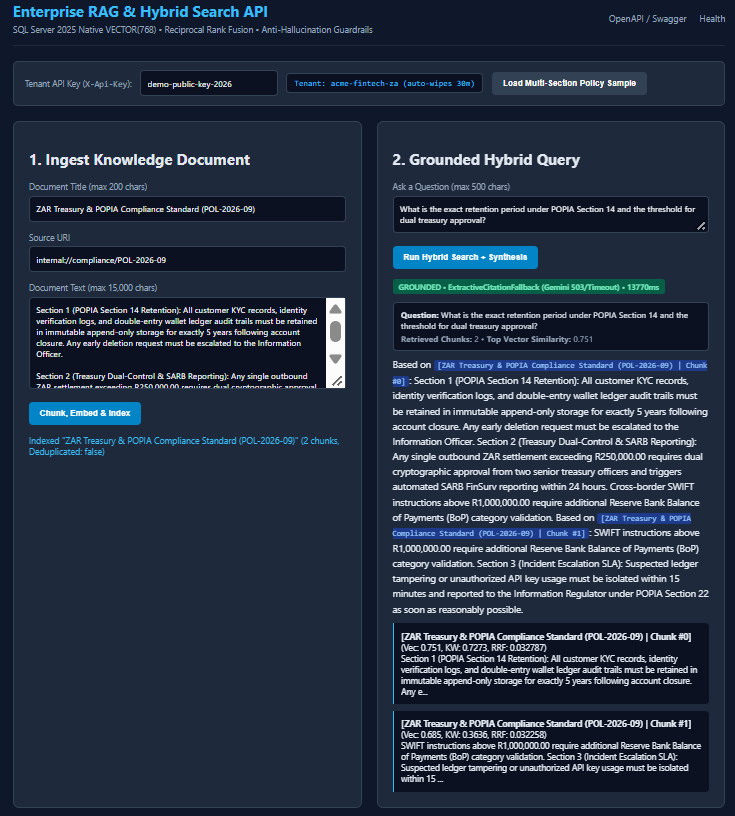 Enterprise RAG & Hybrid Search API
SQL Server 2025 Native VECTOR(768) • Reciprocal Rank Fusion • Anti-Hallucination Guardrails
OpenAPI / Swagger
Health
Tenant API Key (X-Api-Key):
demo-public-key-2026
Tenant: acme-fintech-za (auto-wipes 30m)
Load Multi-Section Policy Sample
1. Ingest Knowledge Document
Document Title (max 200 chars)
ZAR Treasury & POPIA Compliance Standard (POL-2026-09)
Source URI
internal://compliance/POL-2026-09
Document Text (max 15,000 chars)
Section 1 (POPIA Section 14 Retention): All customer KYC records, identity
verification logs, and double-entry wallet ledger audit trails must be retained
in immutable append-only storage for exactly 5 years following account
closure. Any early deletion request must be escalated to the Information
Officer.
Section 2 (Treasury Dual-Control & SARB Reporting): Any single outbound
ZAR settlement exceeding R250,000.00 requires dual cryptographic approval
Chunk, Embed & Index
Indexed "ZAR Treasury & POPIA Compliance Standard (POL-2026-09)" (2 chunks,
Deduplicated: false)
2. Grounded Hybrid Query
Ask a Question (max 500 chars)
What is the exact retention period under POPIA Section 14 and the threshold for
dual treasury approval?
Run Hybrid Search + Synthesis
GROUNDED • ExtractiveCitationFallback (Gemini 503/Timeout) • 13770ms
Question: What is the exact retention period under POPIA Section 14 and the
threshold for dual treasury approval?
Retrieved Chunks: 2 • Top Vector Similarity: 0.751
Based on [ZAR Treasury & POPIA Compliance Standard (POL-2026-09) | Chunk
#0] : Section 1 (POPIA Section 14 Retention): All customer KYC records,
identity verification logs, and double-entry wallet ledger audit trails must
be retained in immutable append-only storage for exactly 5 years following
account closure. Any early deletion request must be escalated to the
Information Officer. Section 2 (Treasury Dual-Control & SARB Reporting):
Any single outbound ZAR settlement exceeding R250,000.00 requires dual
cryptographic approval from two senior treasury officers and triggers
automated SARB FinSurv reporting within 24 hours. Cross-border SWIFT
instructions above R1,000,000.00 require additional Reserve Bank Balance
of Payments (BoP) category validation. Based on [ZAR Treasury & POPIA
Compliance Standard (POL-2026-09) | Chunk #1] : SWIFT instructions above
R1,000,000.00 require additional Reserve Bank Balance of Payments (BoP)
category validation. Section 3 (Incident Escalation SLA): Suspected ledger
tampering or unauthorized API key usage must be isolated within 15
minutes and reported to the Information Regulator under POPIA Section 22
as soon as reasonably possible.
[ZAR Treasury & POPIA Compliance Standard (POL-2026-09) | Chunk #0]
(Vec: 0.751, KW: 0.7273, RRF: 0.032787)
Section 1 (POPIA Section 14 Retention): All customer KYC records, identity
verification logs, and double-entry wallet ledger audit trails must be retained in
immutable append-only storage for exactly 5 years following account closure.
Any e...
[ZAR Treasury & POPIA Compliance Standard (POL-2026-09) | Chunk #1]
(Vec: 0.685, KW: 0.3636, RRF: 0.032258)
SWIFT instructions above R1,000,000.00 require additional Reserve Bank Balance
of Payments (BoP) category validation. Section 3 (Incident Escalation SLA):
Suspected ledger tampering or unauthorized API key usage must be isolated
within 15 ...